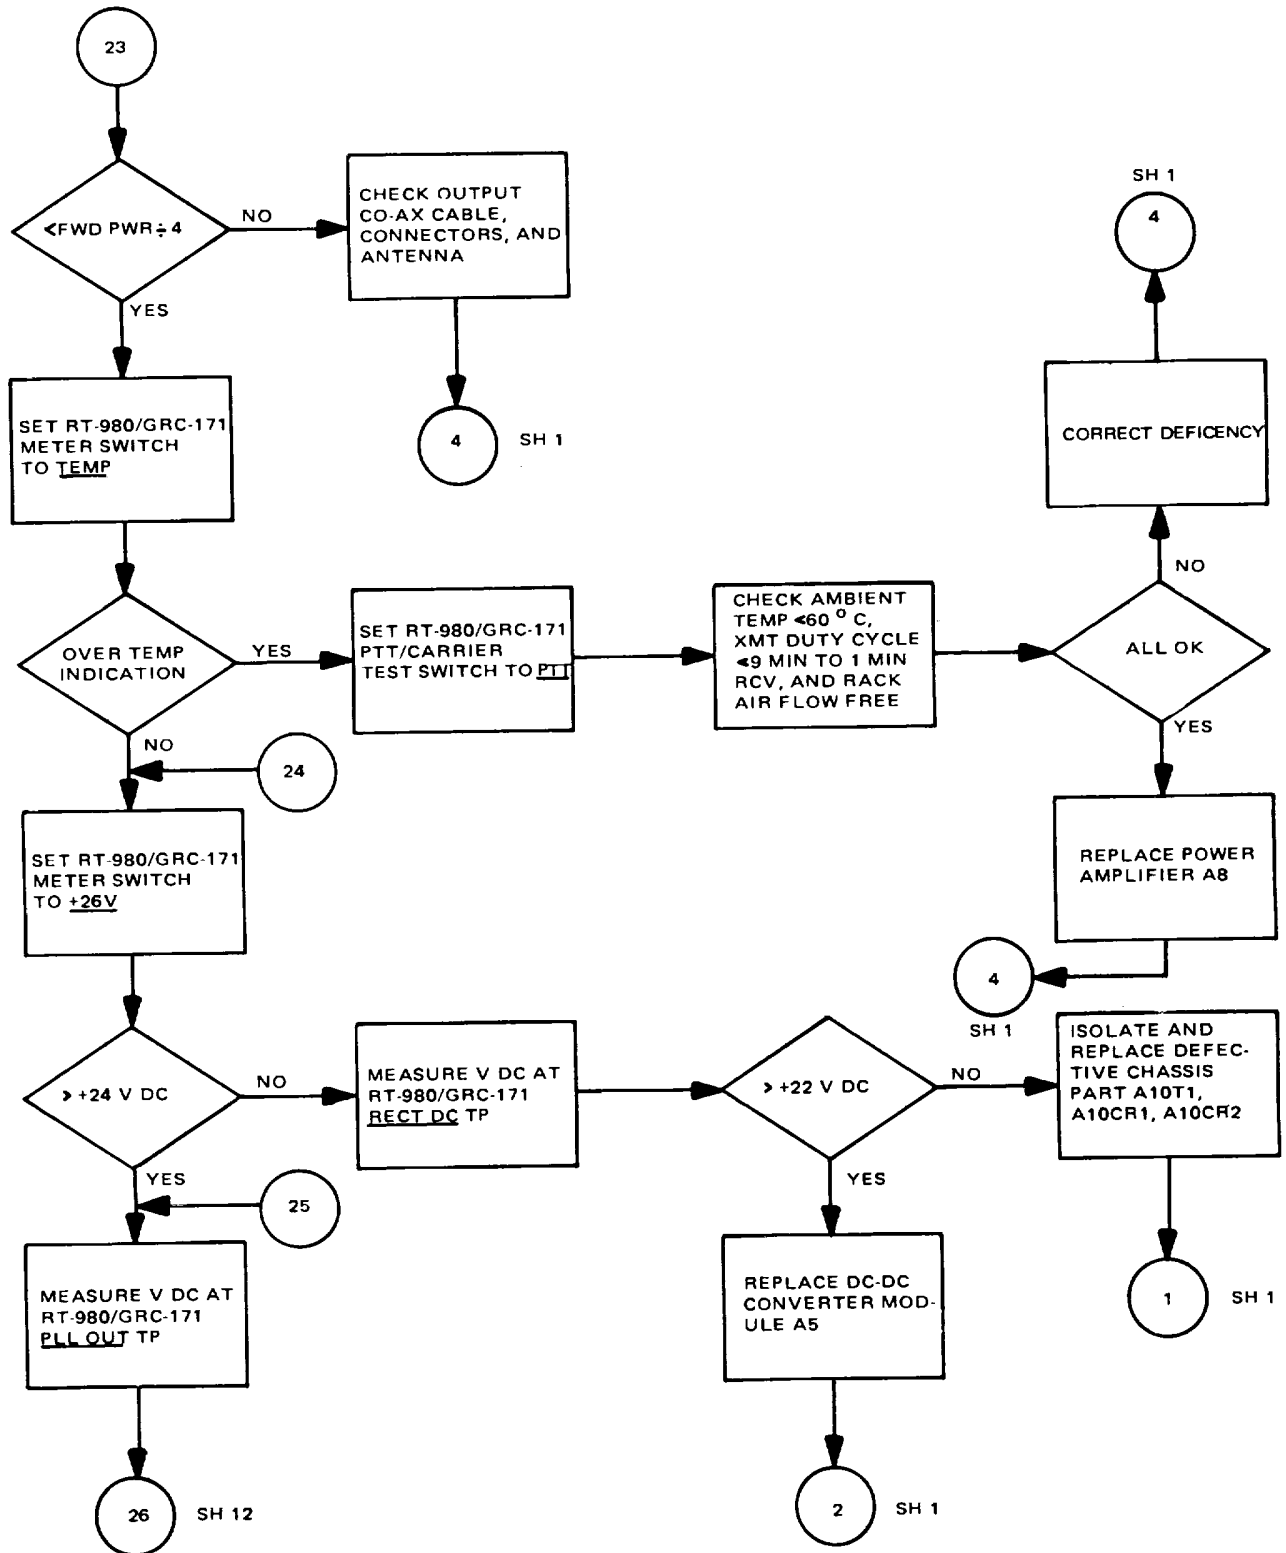 23
<FWD PWR÷4
NO
YES
CHECK OUTPUT
CO-AX CABLE,
CONNECTORS, AND
ANTENNA
4
SH 1
SH 1
4
SET RT-980/GRC-171
METER SWITCH
TO TEMP
CORRECT DEFICENCY
NO
OVER TEMP
INDICATION
YES
NO
SET RT-980/GRC-171
PTT/CARRIER
TEST SWITCH TO PTT
CHECK AMBIENT
TEMP <60 °C,
XMT DUTY CYCLE
<9 MIN TO 1 MIN
RCV, AND RACK
AIR FLOW FREE
ALL OK
YES
24
SET RT-980/GRC-171
METER SWITCH
TO +26V
REPLACE POWER
AMPLIFIER A8
4
SH 1
> +24 V DC
NO
YES
MEASURE V DC AT
RT-980/GRC-171
RECT DC TP
> +22 V DC
NO
YES
ISOLATE AND
REPLACE DEFEC-
TIVE CHASSIS
PART A10T1,
A10CR1, A10CR2
25
MEASURE V DC AT
RT-980/GRC-171
PLL OUT TP
REPLACE DC-DC
CONVERTER MOD-
ULE A5
1
SH 1
26
SH 12
2
SH 1